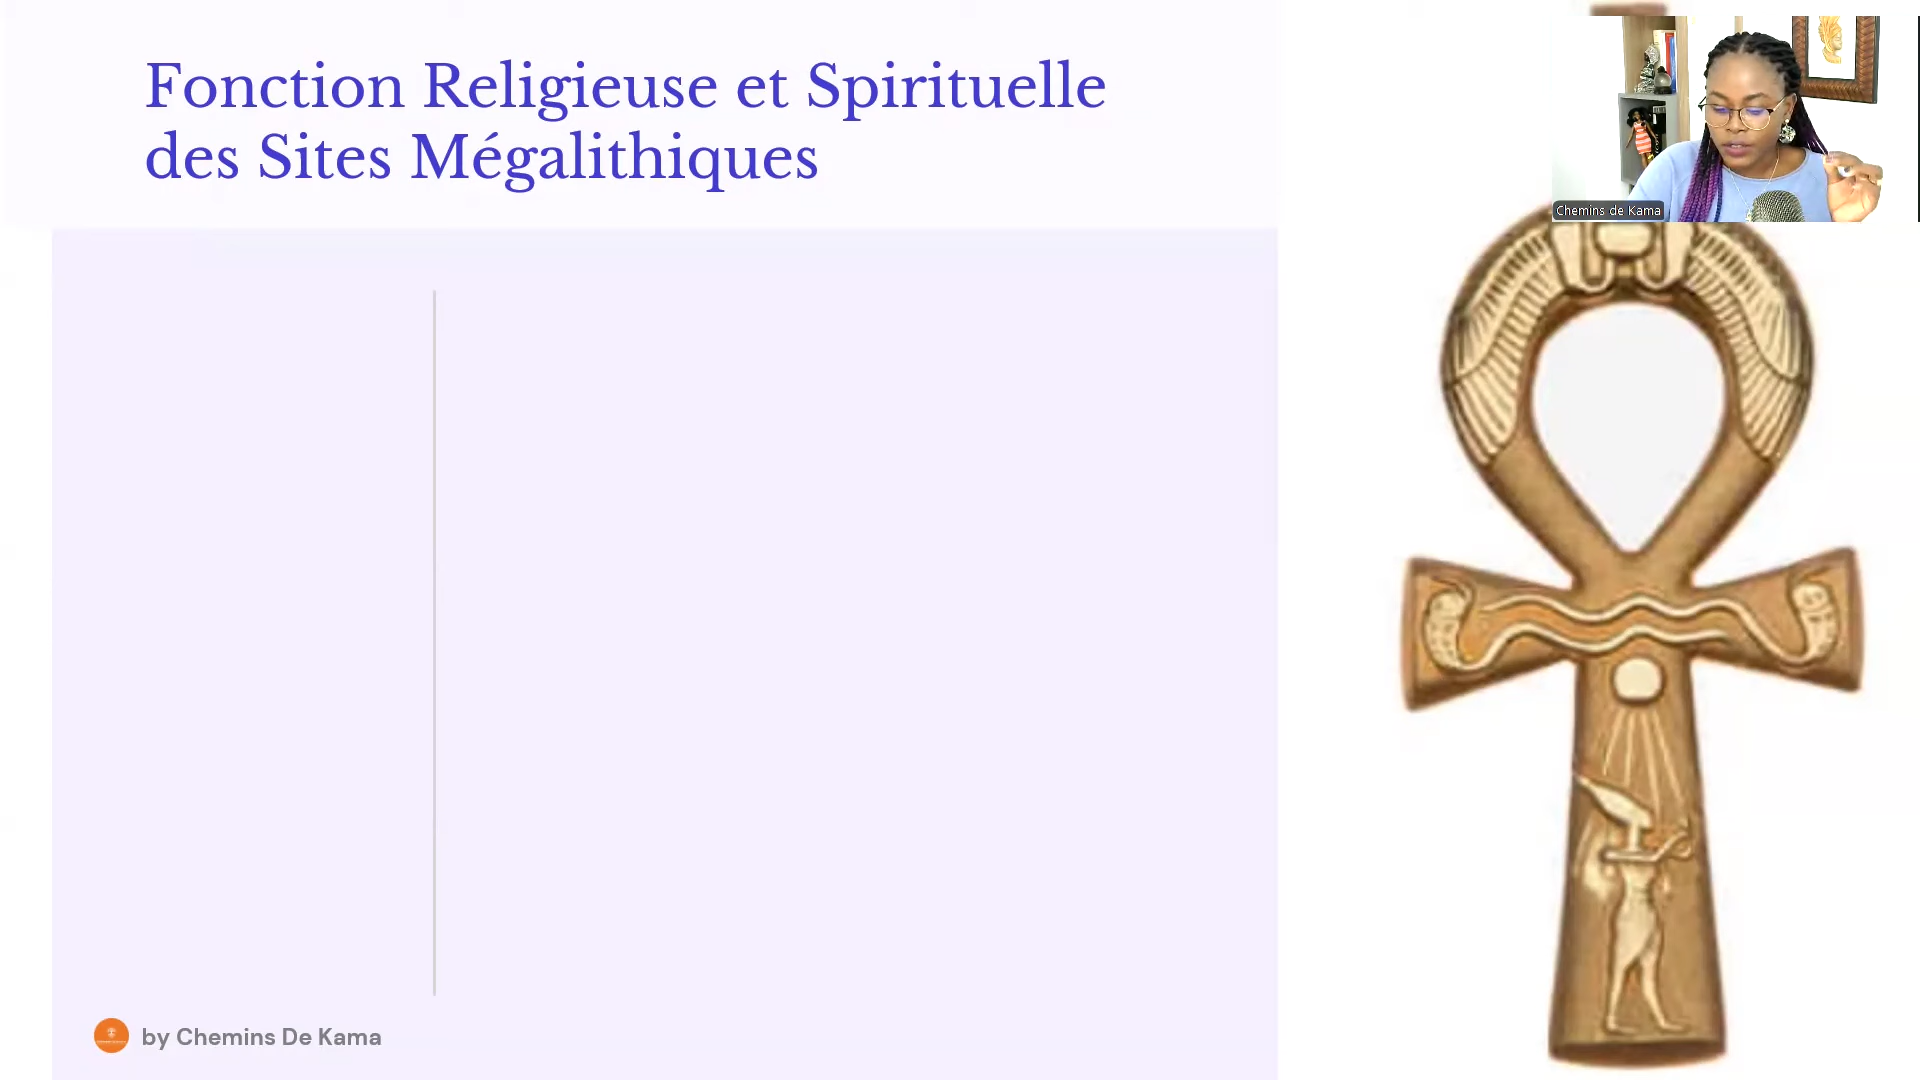 Fonction Religieuse et Spirituelle
des Sites Mégalithiques
Chemins de Kama
by Chemins De Kama